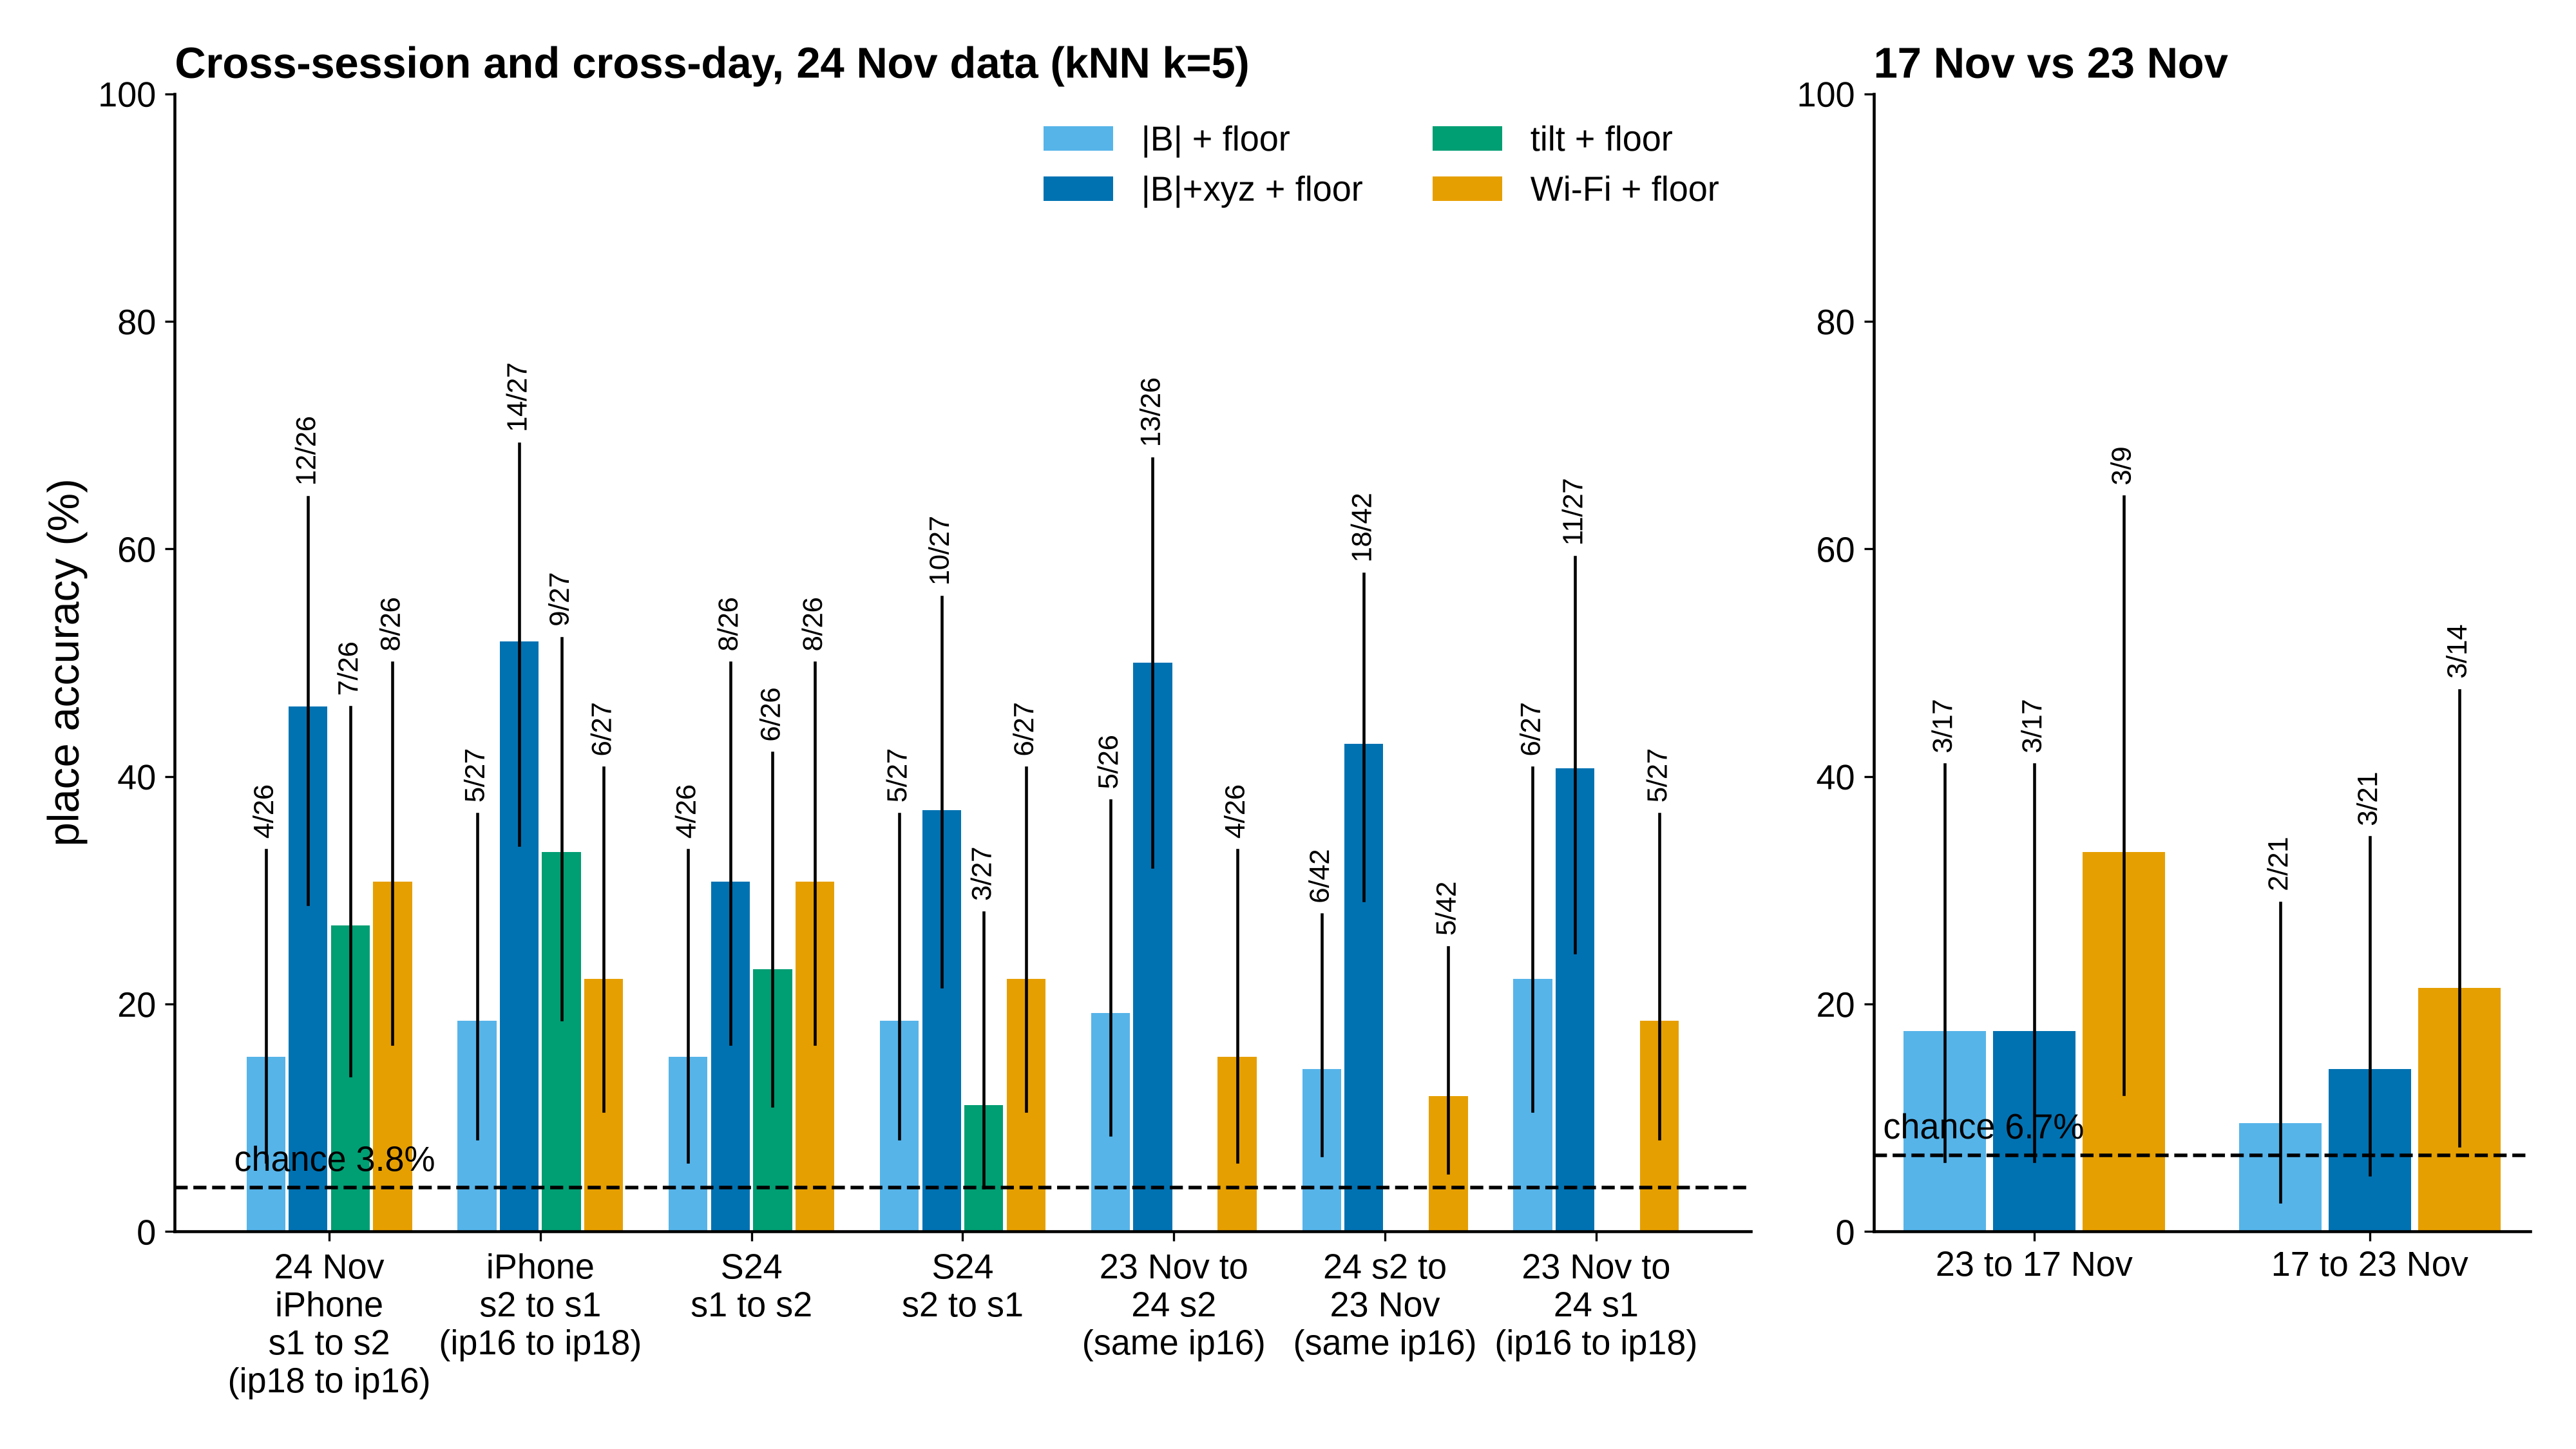 Cross-session and cross-day, 24 Nov data (kNN k=5)
|B| + floor
|B|+xyz + floor
tilt + floor
Wi-Fi + floor
place accuracy (%)
100
80
60
40
20
0
4/26
12/26
7/26
8/26
5/27
14/27
9/27
6/27
4/26
8/26
6/26
8/26
5/27
10/27
3/27
6/27
5/26
13/26
4/26
6/42
18/42
5/42
6/27
11/27
5/27
chance 3.8%
24 Nov
iPhone
s1 to s2
(ip18 to ip16)
iPhone
s2 to s1
(ip16 to ip18)
S24
s1 to s2
S24
s2 to s1
23 Nov to
24 s2
(same ip16)
24 s2 to
23 Nov
(same ip16)
23 Nov to
24 s1
(ip16 to ip18)
17 Nov vs 23 Nov
100
80
60
40
20
0
3/17
3/17
3/9
2/21
3/21
3/14
chance 6.7%
23 to 17 Nov
17 to 23 Nov